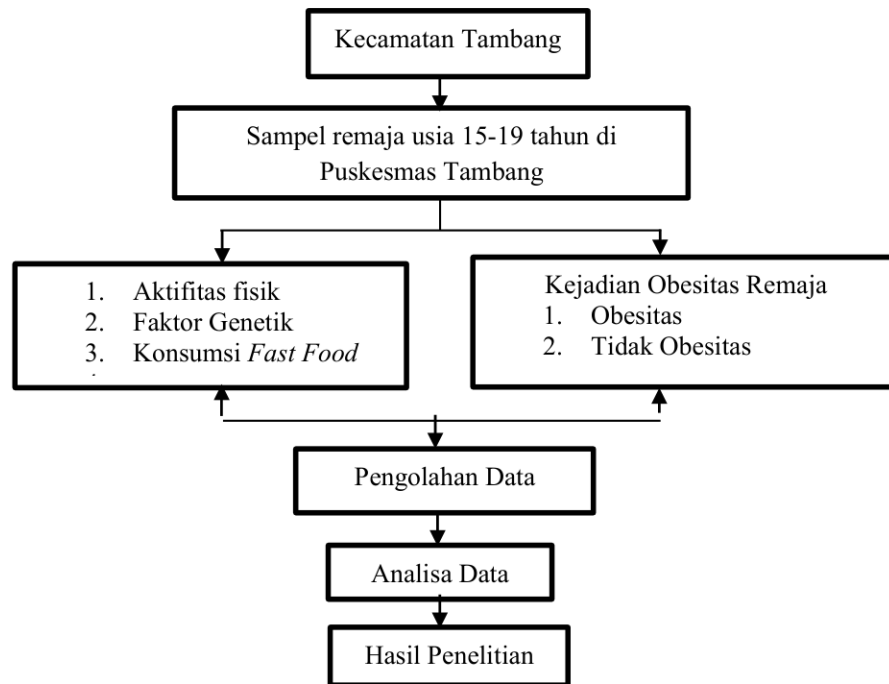 Kecamatan Tambang
Sampel remaja usia 15-19 tahun di
Puskesmas Tambang
1. Aktifitas fisik
2. Faktor Genetik
3. Konsumsi Fast Food
Kejadian Obesitas Remaja
1. Obesitas
2. Tidak Obesitas
Pengolahan Data
Analisa Data
Hasil Penelitian